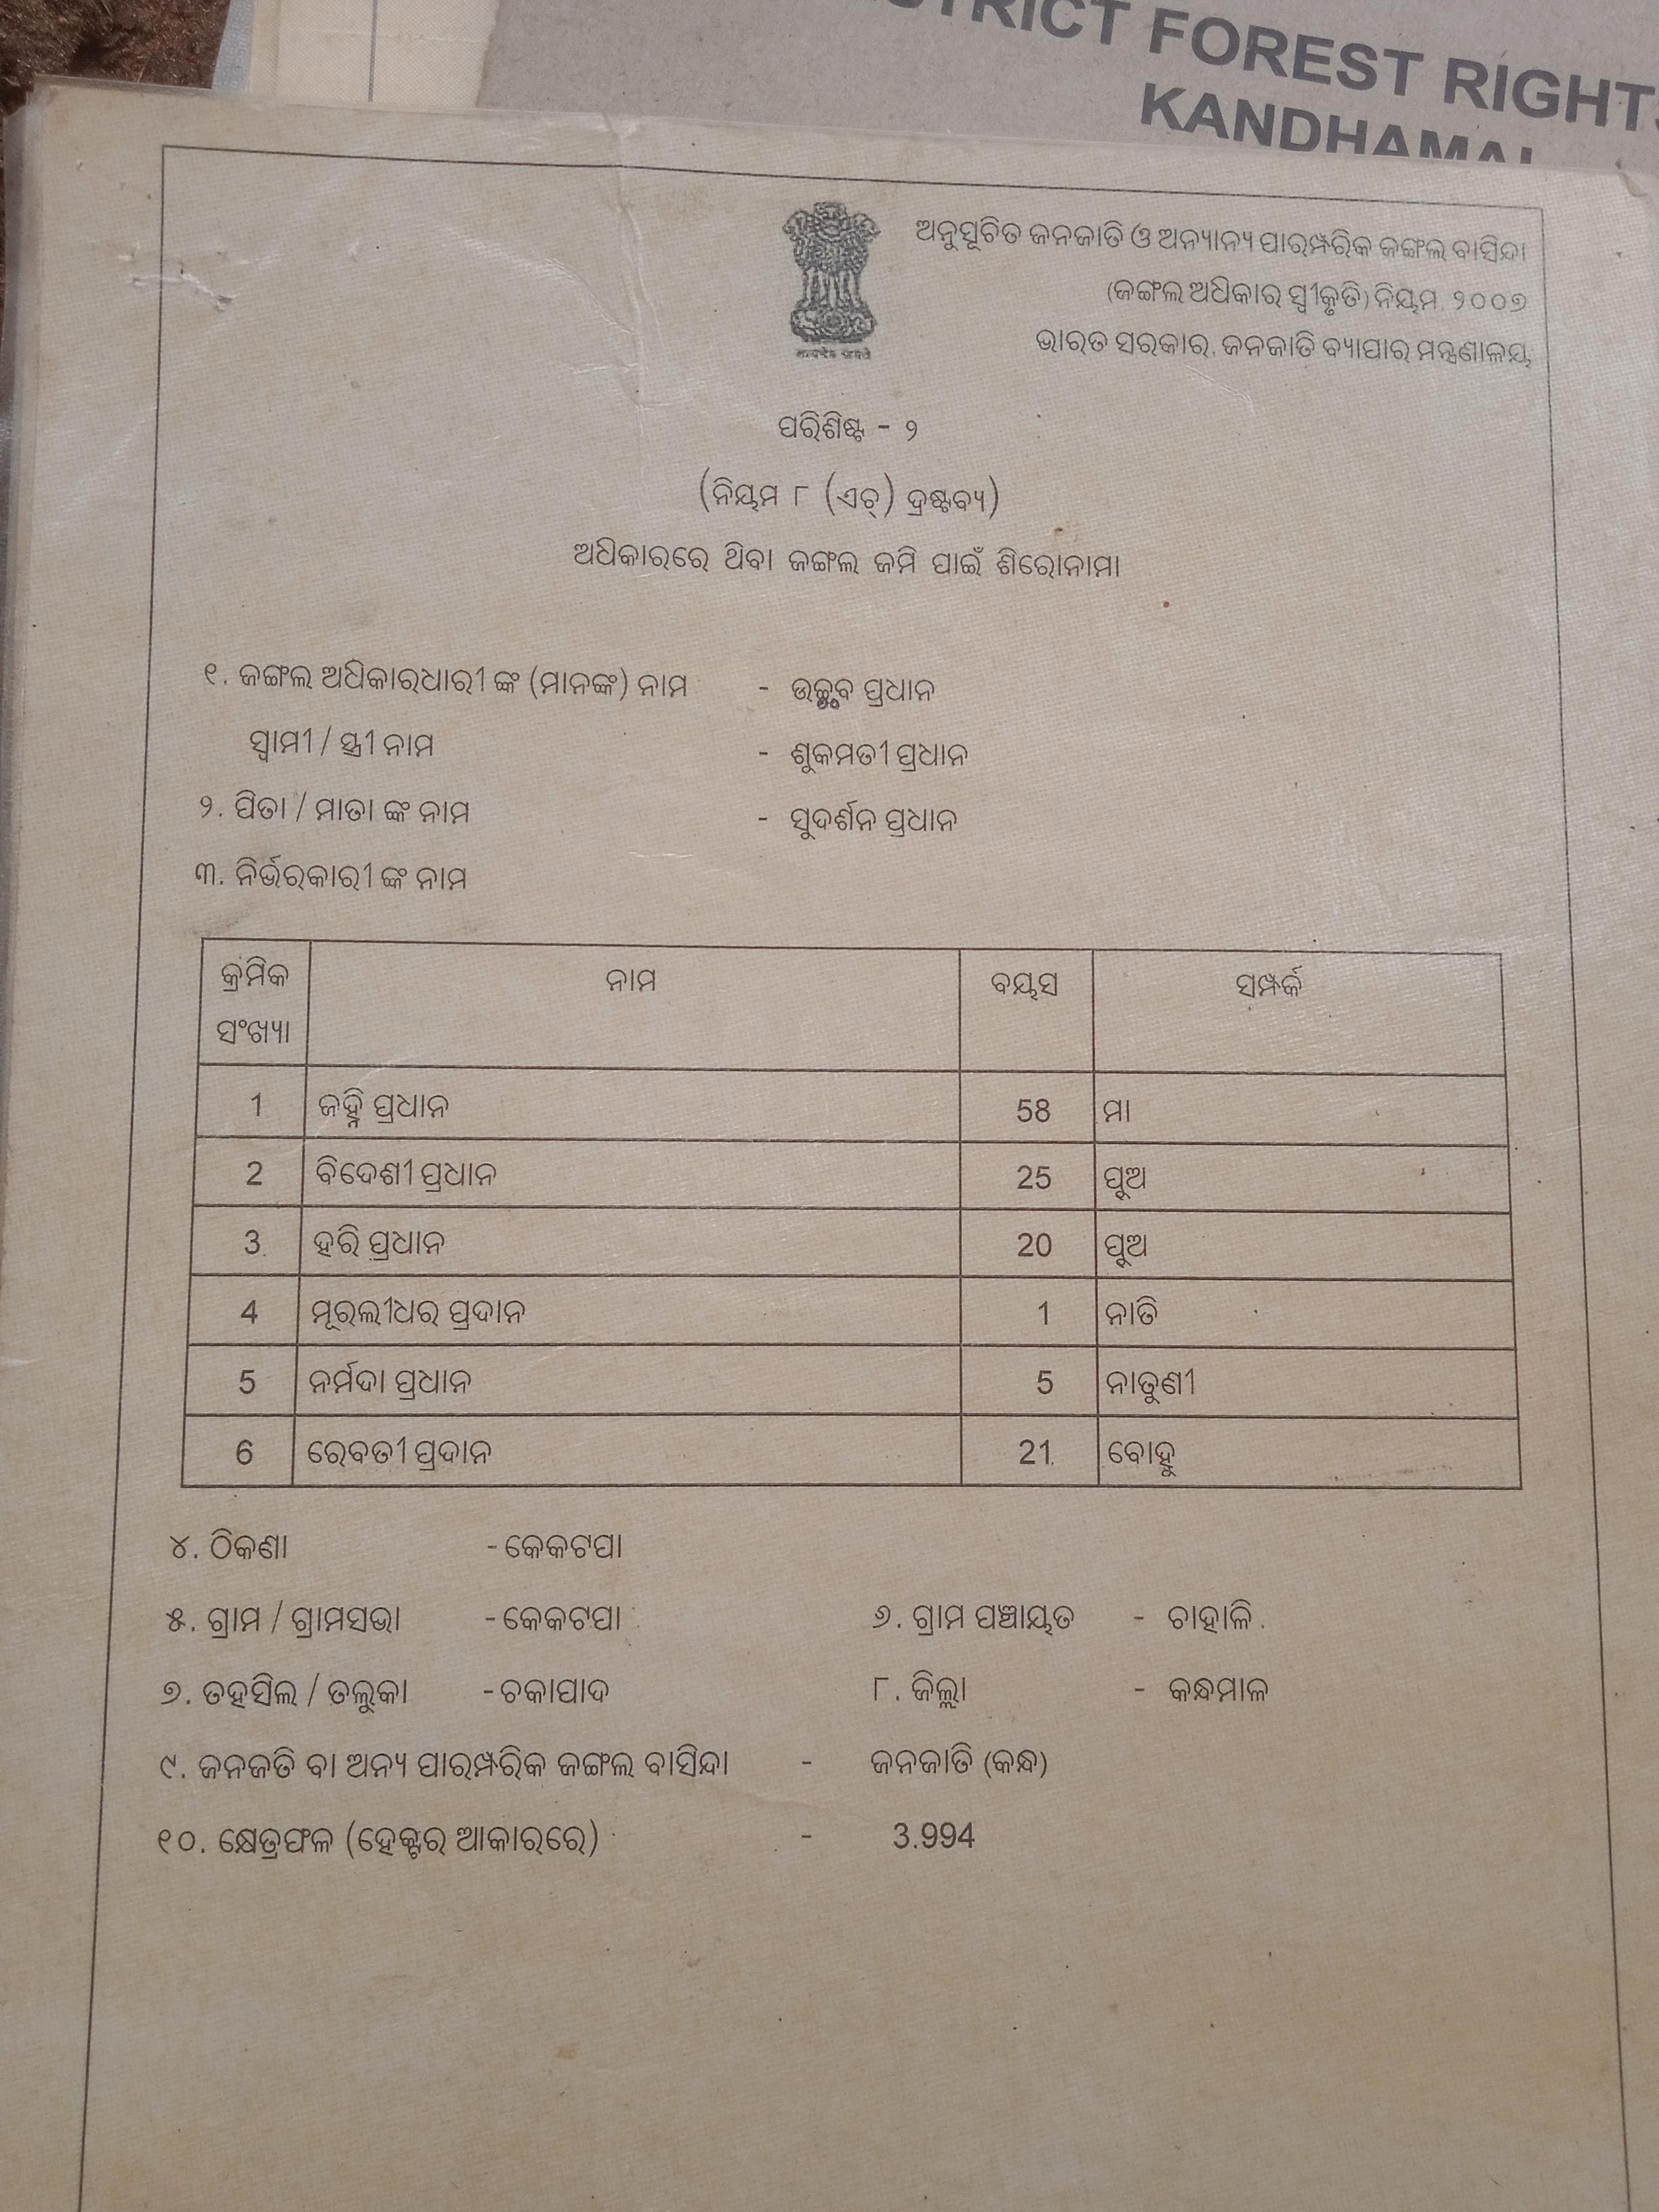 DISTRICT FOREST RIGHTS
KANDHAMAL
ଅନୁସୂଚିତ ଜନଜାତି ଓ ଅନ୍ୟାନ୍ୟ ପାରମ୍ପରିକ ଜଙ୍ଗଲ ବାସିନ୍ଦା
(ଜଙ୍ଗଲ ଅଧିକାର ସ୍ୱୀକୃତି) ନିୟମ, ୨୦୦୭
ଭାରତ ସରକାର, ଜନଜାତି ବ୍ୟାପାର ମନ୍ତ୍ରଣାଳୟ
ପରିଶିଷ୍ଟ - ୨
(ନିୟମ ୮ (ଏଚ୍) ଦ୍ରଷ୍ଟବ୍ୟ)
ଅଧିକାରରେ ଥିବା ଜଙ୍ଗଲ ଜମି ପାଇଁ ଶିରୋନାମା
୧. ଜଙ୍ଗଲ ଅଧିକାରଧାରୀ ଙ୍କ (ମାନଙ୍କ) ନାମ - ଉଚ୍ଛବ ପ୍ରଧାନ
ସ୍ୱାମୀ / ସ୍ତ୍ରୀ ନାମ - ଶୁକମତୀ ପ୍ରଧାନ
୨. ପିତା / ମାତା ଙ୍କ ନାମ - ସୁଦର୍ଶନ ପ୍ରଧାନ
୩. ନିର୍ଭରକାରୀ ଙ୍କ ନାମ
କ୍ରମିକ ସଂଖ୍ୟା ନାମ ବୟସ ସମ୍ପର୍କ
1 ଜହ୍ନି ପ୍ରଧାନ 58 ମା
2 ବିଦେଶୀ ପ୍ରଧାନ 25 ପୁଅ
3 ହରି ପ୍ରଧାନ 20 ପୁଅ
4 ମୂରଲୀଧର ପ୍ରଦାନ 1 ନାତି
5 ନର୍ମଦା ପ୍ରଧାନ 5 ନାତୁଣୀ
6 ରେବତୀ ପ୍ରଦାନ 21 ବୋହୁ
୪. ଠିକଣା - କେକଟପା
୫. ଗ୍ରାମ / ଗ୍ରାମସଭା - କେକଟପା ୬. ଗ୍ରାମ ପଞ୍ଚାୟତ - ଚାହାଳି
୭. ତହସିଲ / ତଲୁକା - ଚକାପାଦ ୮. ଜିଲ୍ଲା - କନ୍ଧମାଳ
୯. ଜନଜତି ବା ଅନ୍ୟ ପାରମ୍ପରିକ ଜଙ୍ଗଲ ବାସିନ୍ଦା - ଜନଜାତି (କନ୍ଧ)
୧୦. କ୍ଷେତ୍ରଫଳ (ହେକ୍ଟର ଆକାରରେ) - 3.994